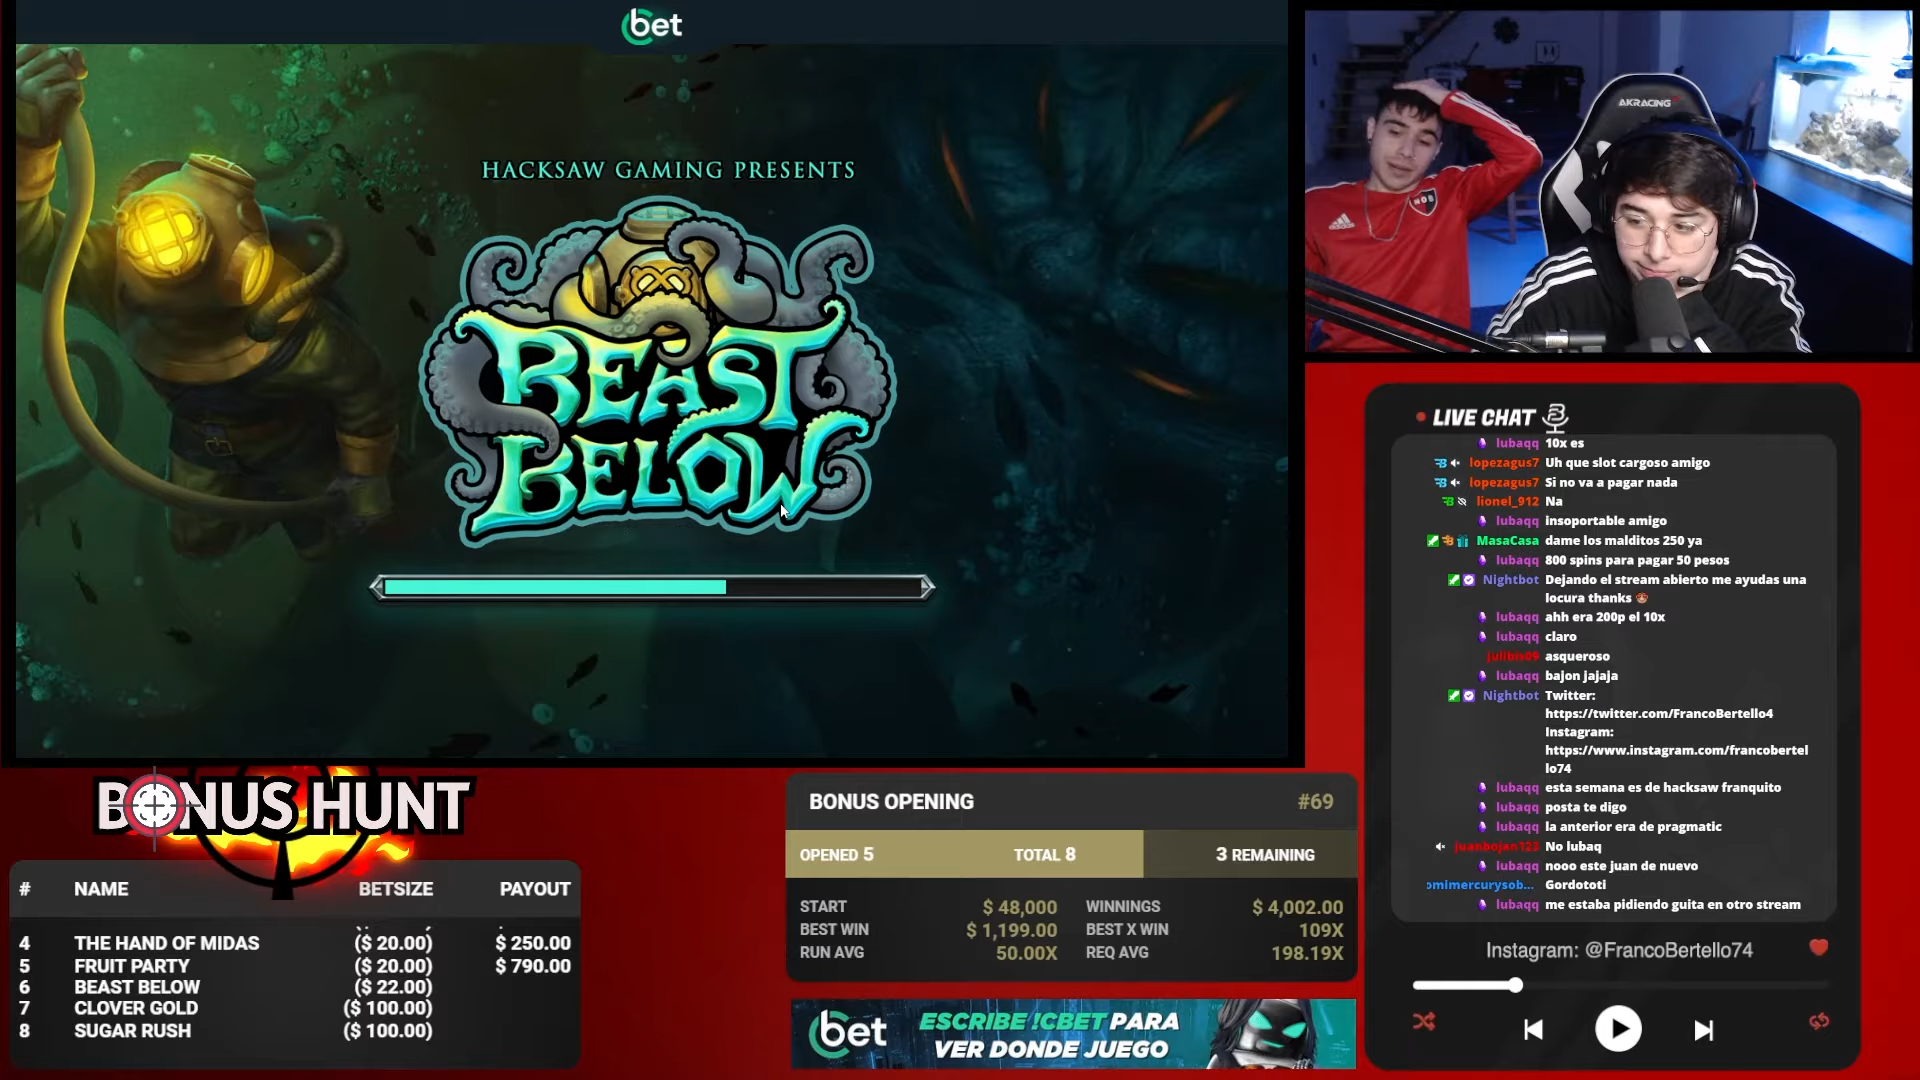 Cbet
HACKSAW GAMING PRESENTS
BEAST
BELOW
AKRACING
NOB
adidas
LIVE CHAT
lubaqq 10x es
lopezagus7 Uh que slot cargoso amigo
lopezagus7 Si no va a pagar nada
lionel_912 Na
lubaqq insoportable amigo
MasaCasa dame los malditos 250 ya
lubaqq 800 spins para pagar 50 pesos
Nightbot Dejando el stream abierto me ayudas una
locura thanks
lubaqq ahh era 200p el 10x
lubaqq claro
julibis09 asqueroso
lubaqq bajon jajaja
Nightbot Twitter:
https://twitter.com/FrancoBertello4
Instagram:
https://www.instagram.com/francobertel
lo74
lubaqq esta semana es de hacksaw franquito
lubaqq posta te digo
lubaqq la anterior era de pragmatic
juanbojan123 No lubaq
lubaqq nooo este juan de nuevo
omimercurysob... Gordototi
lubaqq me estaba pidiendo guita en otro stream
Instagram: @FrancoBertello74
BONUS HUNT
# NAME BETSIZE PAYOUT
4 THE HAND OF MIDAS ($ 20.00) $ 250.00
5 FRUIT PARTY ($ 20.00) $ 790.00
6 BEAST BELOW ($ 22.00)
7 CLOVER GOLD ($ 100.00)
8 SUGAR RUSH ($ 100.00)
BONUS OPENING #69
OPENED 5 TOTAL 8 3 REMAINING
START $ 48,000 WINNINGS $ 4,002.00
BEST WIN $ 1,199.00 BEST X WIN 109X
RUN AVG 50.00X REQ AVG 198.19X
Cbet
ESCRIBE !CBET PARA
VER DONDE JUEGO